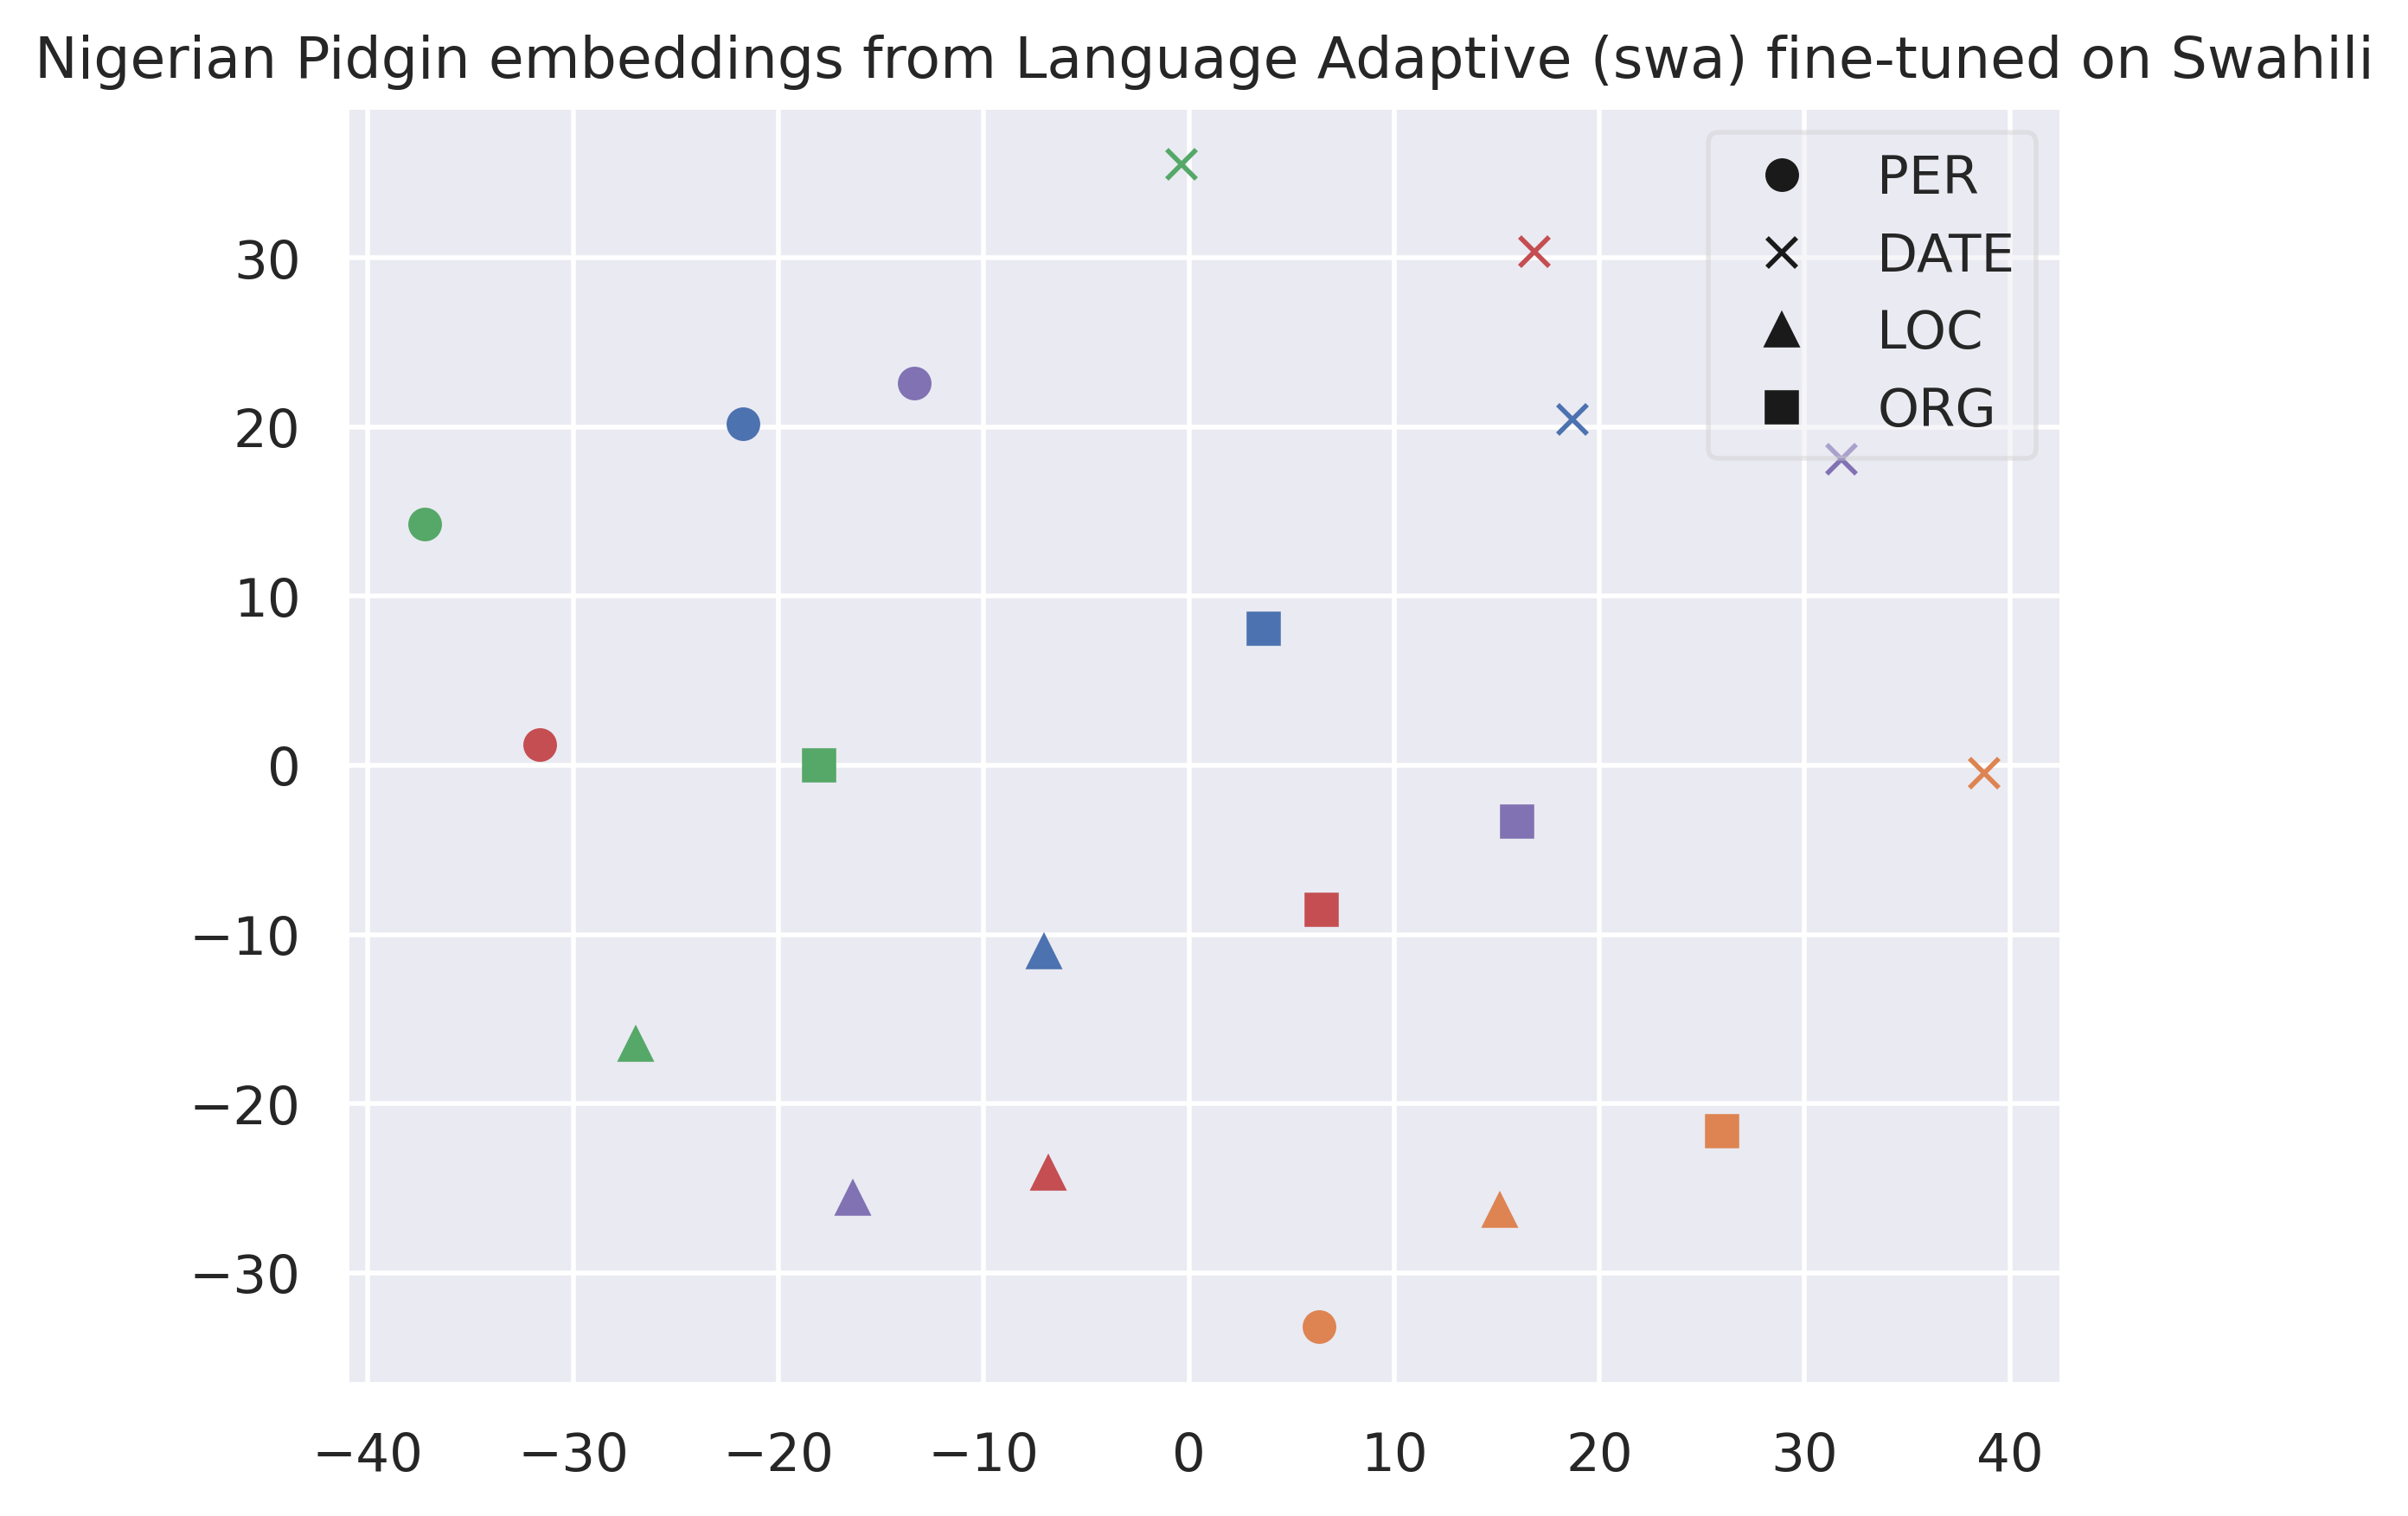 Nigerian Pidgin embeddings from Language Adaptive (swa) fine-tuned on Swahili
PER
DATE
LOC
ORG
30
20
10
0
−10
−20
−30
−40 −30 −20 −10 0 10 20 30 40